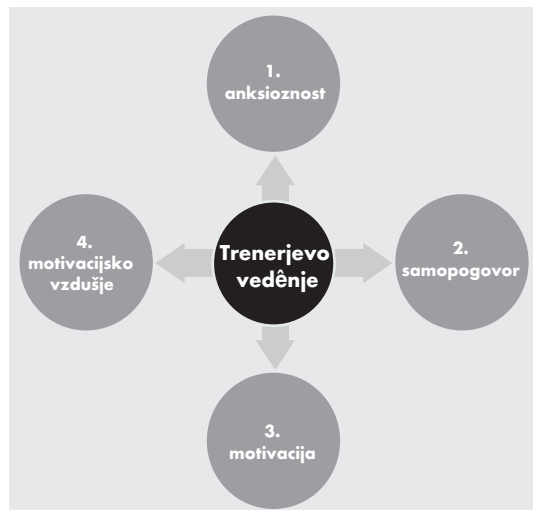 1.
anksioznost
4.
motivacijsko
vzdušje
Trenerjevo
vedênje
2.
samopogovor
3.
motivacija